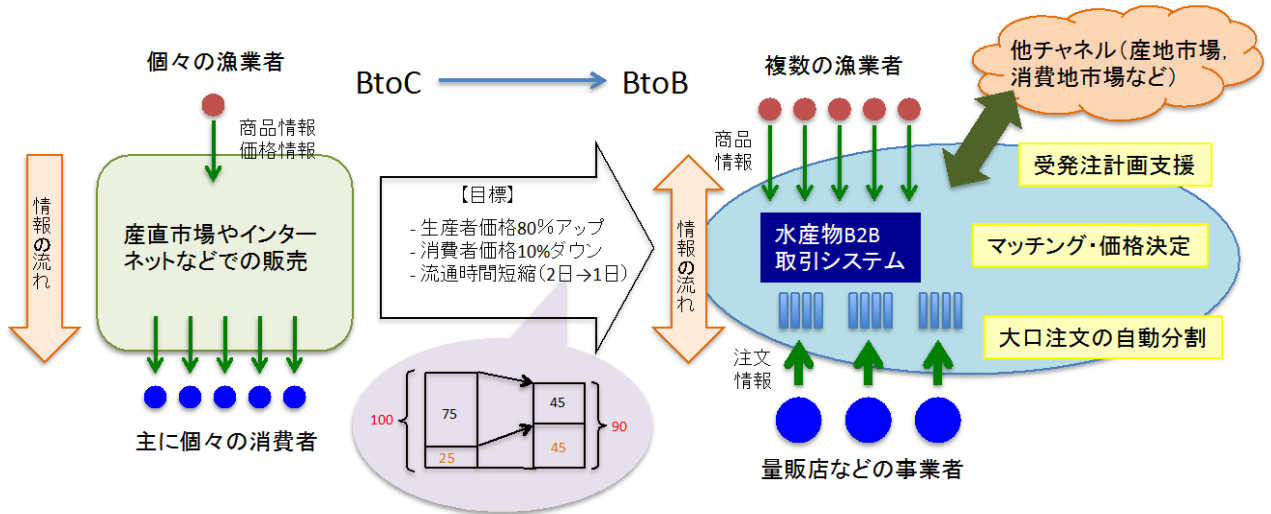 個々の漁業者
商品情報
価格情報
情報の流れ
産直市場やインター
ネットなどでの販売
主に個々の消費者
BtoC
BtoB
【目標】
- 生産者価格80％アップ
- 消費者価格10%ダウン
- 流通時間短縮（2日→1日）
100
75
25
45
45
90
複数の漁業者
他チャネル（産地市場，
消費地市場など）
商品
情報
情報の流れ
水産物B2B
取引システム
受発注計画支援
マッチング・価格決定
大口注文の自動分割
注文
情報
量販店などの事業者